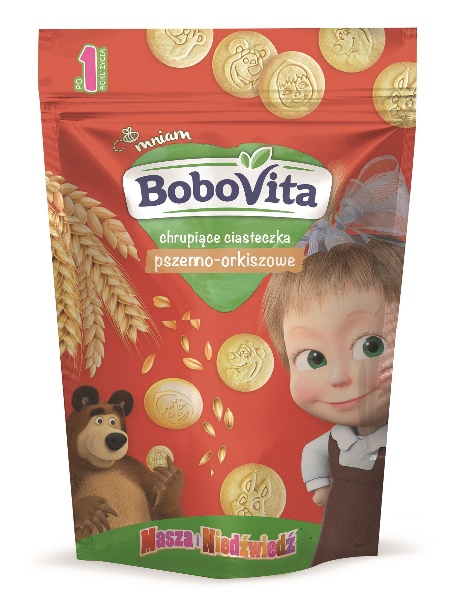 PO
1
ROKU ŻYCIA
mniam
BoboVita
chrupiące ciasteczka
pszenno-orkiszowe
Masza i Niedźwiedź